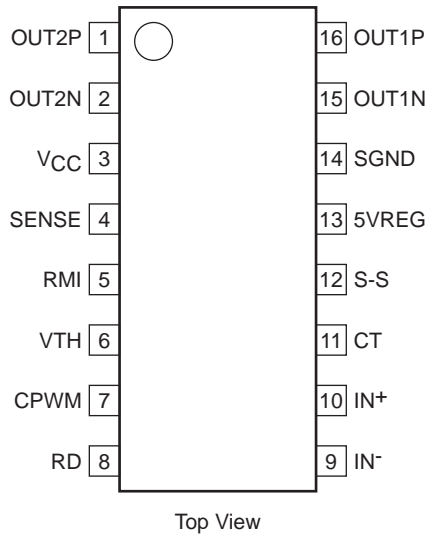 OUT2P 1 16 OUT1P
OUT2N 2 15 OUT1N
VCC 3 14 SGND
SENSE 4 13 5VREG
RMI 5 12 S-S
VTH 6 11 CT
CPWM 7 10 IN+
RD 8 9 IN-
Top View